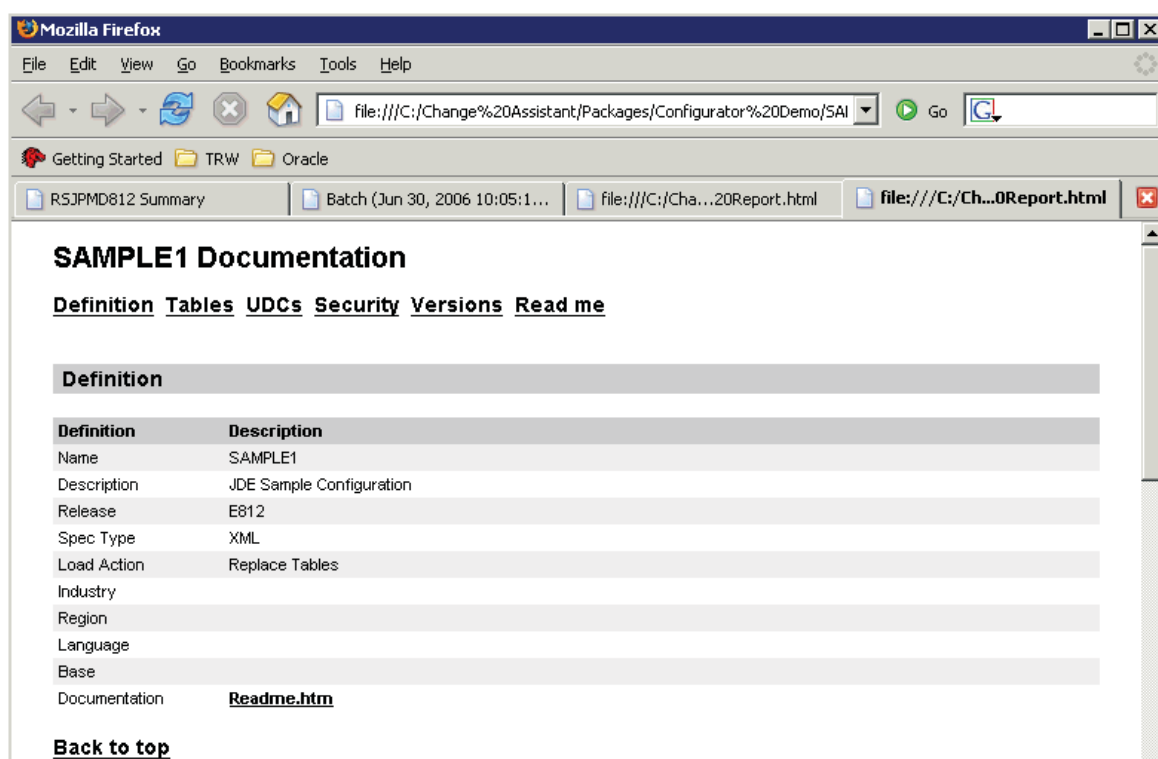 Mozilla Firefox
File Edit View Go Bookmarks Tools Help
file:///C:/Change%20Assistant/Packages/Configurator%20Demo/SAI Go G
Getting Started TRW Oracle
RSJPMD812 Summary Batch (Jun 30, 2006 10:05:1... file:///C:/Cha...20Report.html file:///C:/Ch...0Report.html
SAMPLE1 Documentation
Definition Tables UDCs Security Versions Read me
Definition
Definition Description
Name SAMPLE1
Description JDE Sample Configuration
Release E812
Spec Type XML
Load Action Replace Tables
Industry
Region
Language
Base
Documentation Readme.htm
Back to top